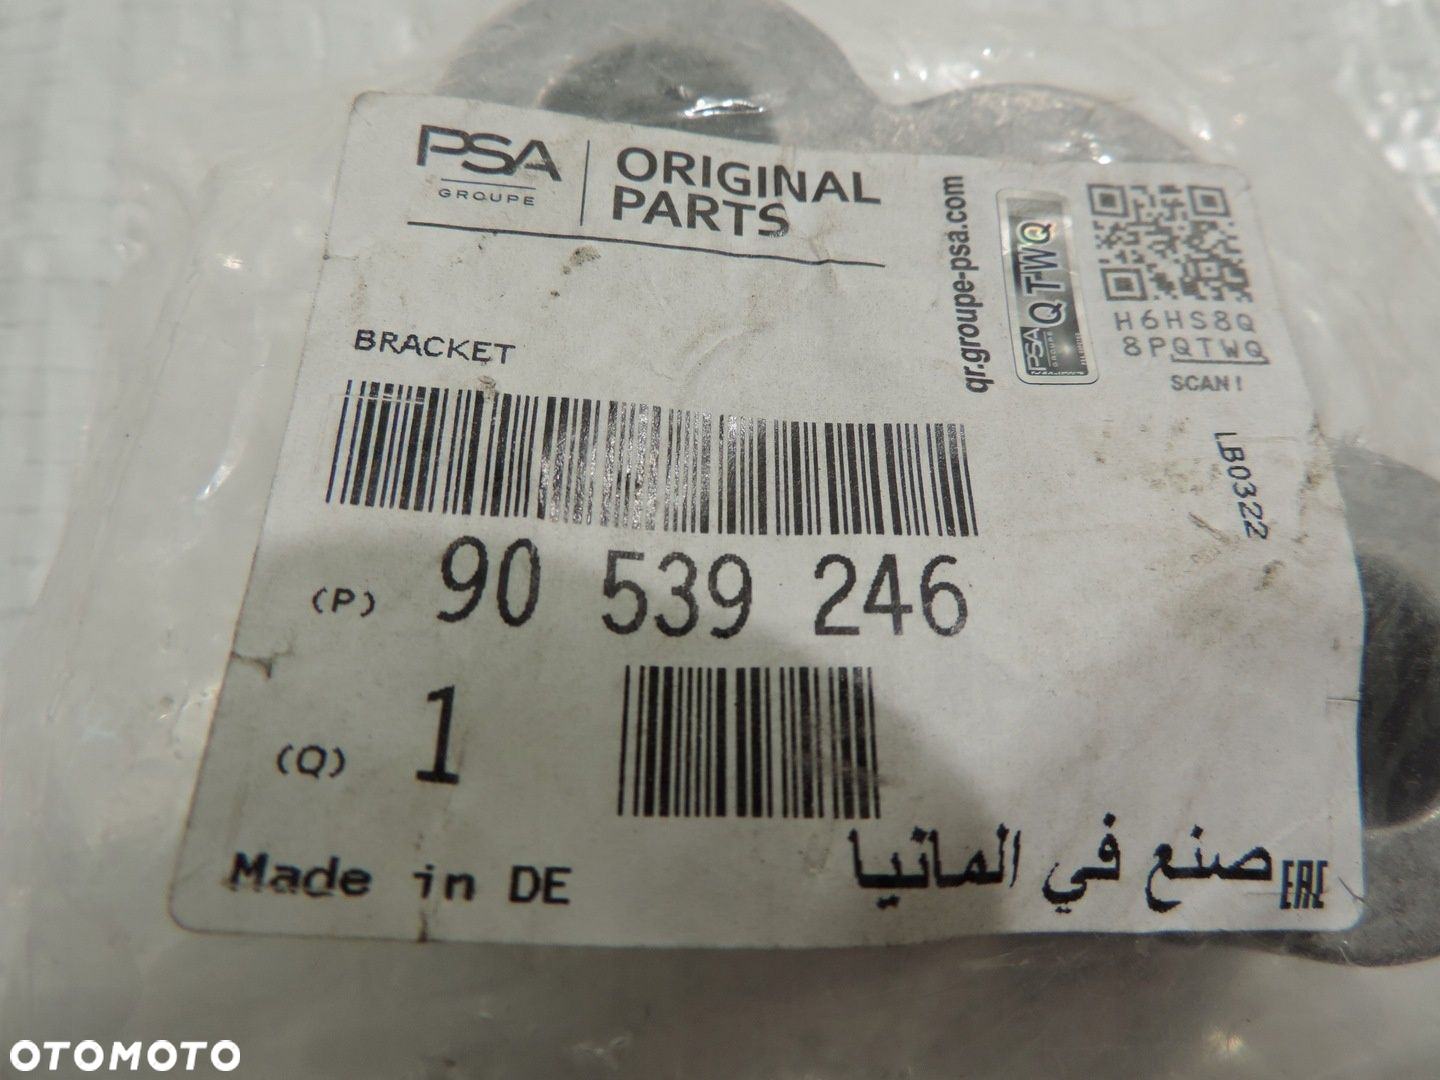 PSA
GROUPE
ORIGINAL
PARTS
qr.groupe-psa.com
PSA
GROUPE
QTWQ
H6HS8Q
8PQTWQ
SCAN!
LB0322
BRACKET
(P) 90 539 246
(Q) 1
Made in DE
صنع في المانيا
EAC
OTOMOTO